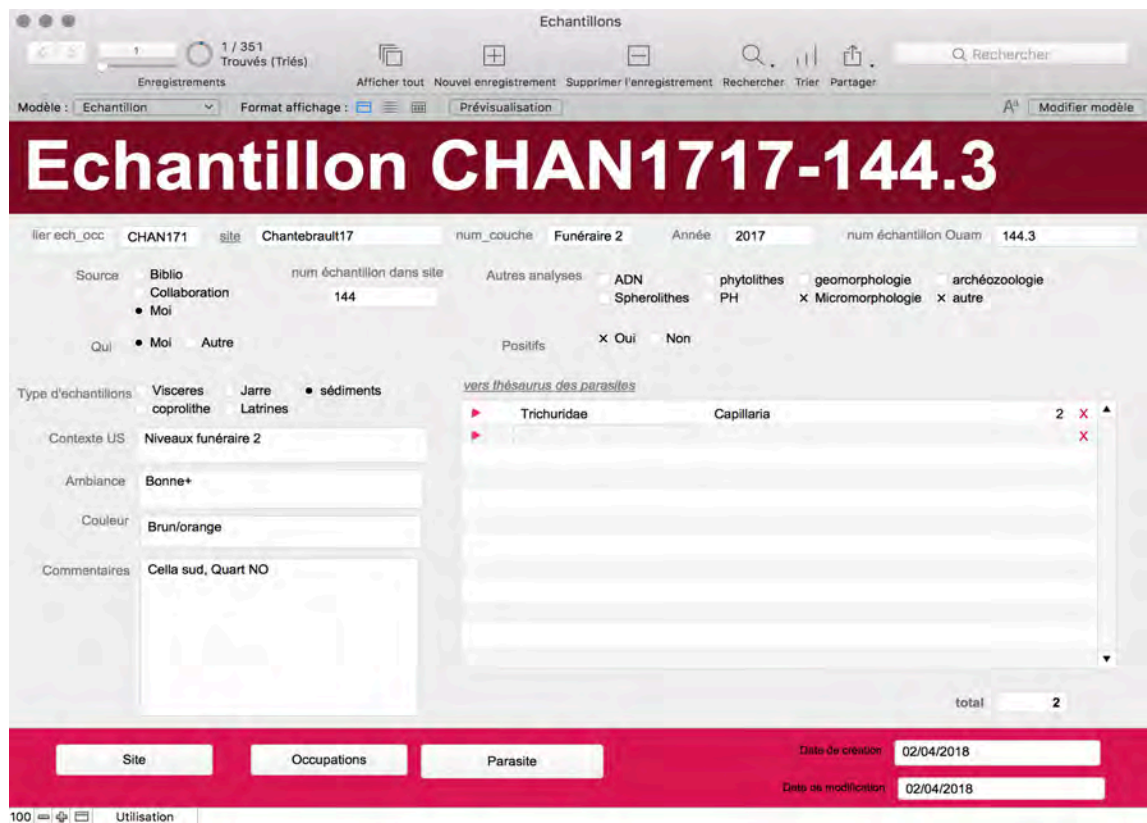 Echantillons
1
1 / 351
Trouvés (Triés)
Enregistrements
Afficher tout Nouvel enregistrement Supprimer l'enregistrement Rechercher Trier Partager
Rechercher
Modèle : Echantillon Format affichage : Prévisualisation Modifier modèle
Echantillon CHAN1717-144.3
lier ech_occ CHAN171 site Chantebrault17 num_couche Funéraire 2 Année 2017 num échantillon Ouam 144.3
Source Biblio
Collaboration
• Moi
num échantillon dans site
144
Autres analyses ADN phytolithes geomorphologie archéozoologie
Spherolithes PH x Micromorphologie x autre
Qui • Moi Autre
Positifs x Oui Non
Type d'echantillons Visceres Jarre • sédiments
coprolithe Latrines
vers thésaurus des parasites
Trichuridae Capillaria 2 X
X
Contexte US Niveaux funéraire 2
Ambiance Bonne+
Couleur Brun/orange
Commentaires Cella sud, Quart NO
total 2
Site Occupations Parasite
Date de création 02/04/2018
Date de modification 02/04/2018
100 Utilisation